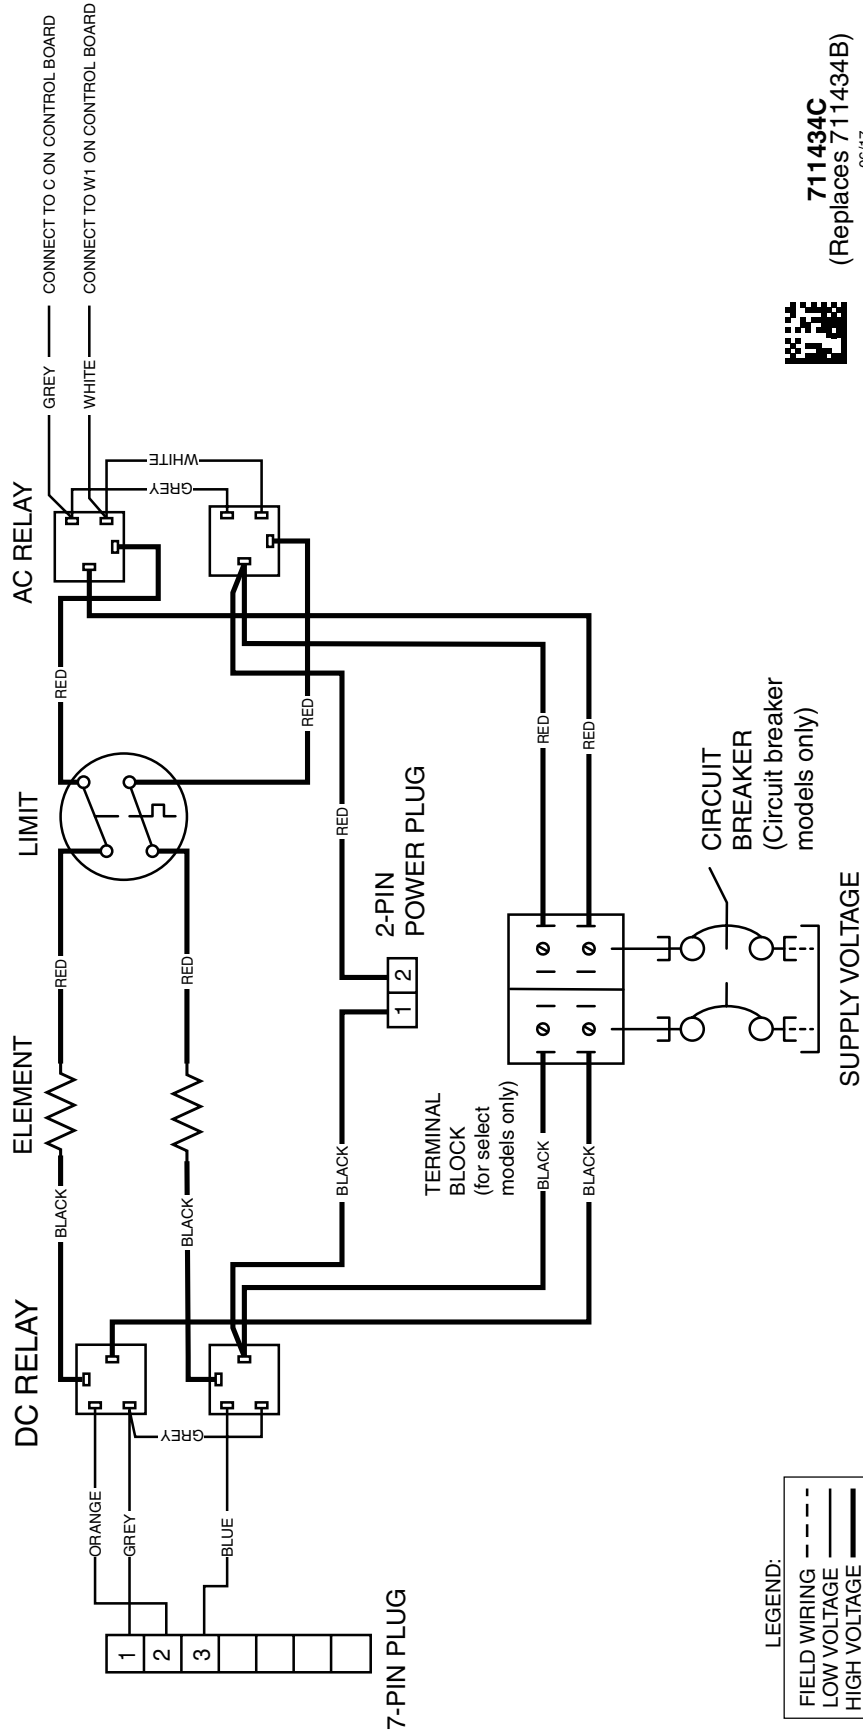 DC RELAY
ELEMENT
LIMIT
AC RELAY
GREY
CONNECT TO C ON CONTROL BOARD
WHITE
CONNECT TO W1 ON CONTROL BOARD
ORANGE
GREY
BLUE
GREY
BLACK
RED
RED
BLACK
RED
RED
GREY
WHITE
1
2
3
7-PIN PLUG
BLACK
RED
1
2
2-PIN
POWER PLUG
TERMINAL
BLOCK
(for select
models only)
BLACK
RED
BLACK
RED
CIRCUIT
BREAKER
(Circuit breaker
models only)
SUPPLY VOLTAGE
LEGEND:
FIELD WIRING
LOW VOLTAGE
HIGH VOLTAGE
711434C
(Replaces 711434B)